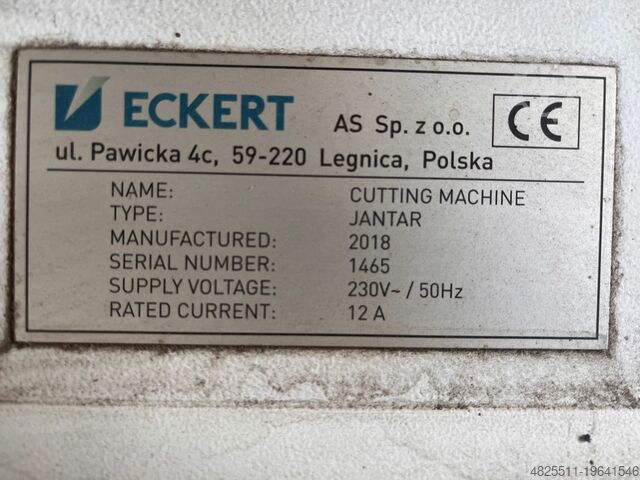 ECKERT AS Sp. z o.o. CE
ul. Pawicka 4c, 59-220 Legnica, Polska
NAME: CUTTING MACHINE
TYPE: JANTAR
MANUFACTURED: 2018
SERIAL NUMBER: 1465
SUPPLY VOLTAGE: 230V~ / 50Hz
RATED CURRENT: 12 A
4825511-19641546